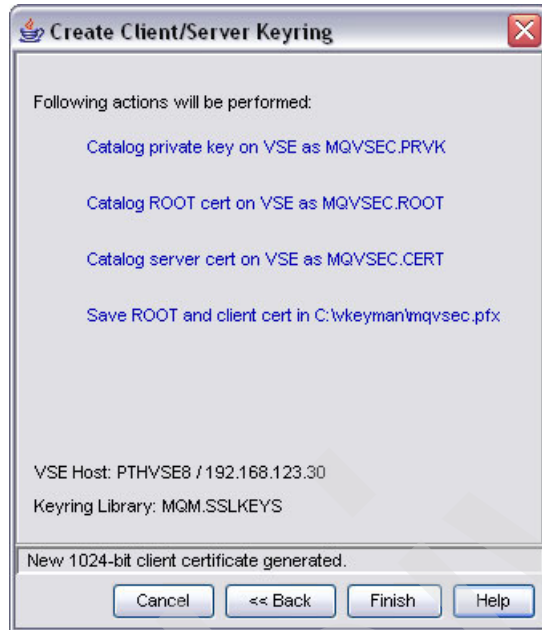 Create Client/Server Keyring
Following actions will be performed:
Catalog private key on VSE as MQVSEC.PRVK
Catalog ROOT cert on VSE as MQVSEC.ROOT
Catalog server cert on VSE as MQVSEC.CERT
Save ROOT and client cert in C:\vkeyman\mqvsec.pfx
VSE Host: PTHVSE8 / 192.168.123.30
Keyring Library: MQM.SSLKEYS
New 1024-bit client certificate generated.
Cancel << Back Finish Help